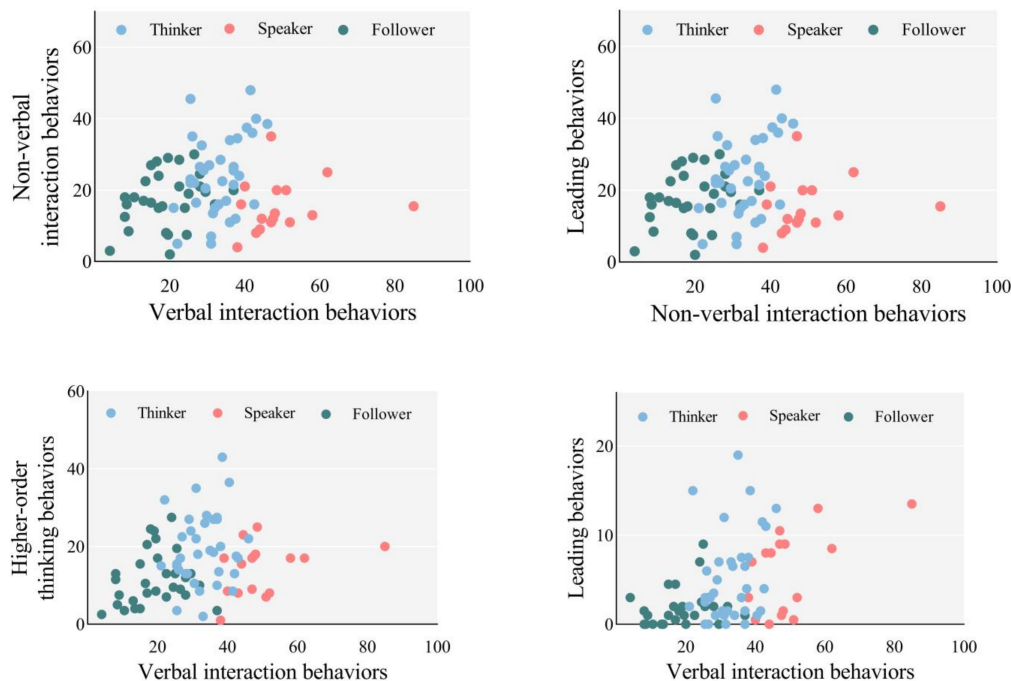 Thinker Speaker Follower
60
40
20
0
Non-verbal
interaction behaviors
20 40 60 80 100
Verbal interaction behaviors
Thinker Speaker Follower
60
40
20
0
Leading behaviors
20 40 60 80 100
Non-verbal interaction behaviors
60
Thinker Speaker Follower
40
20
0
Higher-order
thinking behaviors
0 20 40 60 80 100
Verbal interaction behaviors
Thinker Speaker Follower
20
10
0
Leading behaviors
20 40 60 80 100
Verbal interaction behaviors